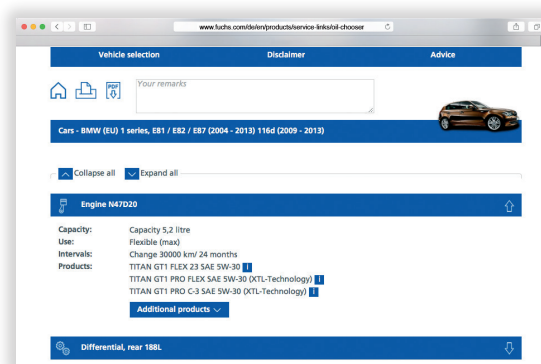 www.fuchs.com/de/en/products/service-links/oil-chooser
Vehicle selection Disclaimer Advice
PDF
Your remarks
Cars - BMW (EU) 1 series, E81 / E82 / E87 (2004 - 2013) 116d (2009 - 2013)
Collapse all Expand all
Engine N47D20
Capacity: Capacity 5,2 litre
Use: Flexible (max)
Intervals: Change 30000 km/ 24 months
Products: TITAN GT1 FLEX 23 SAE 5W-30 i
TITAN GT1 PRO FLEX SAE 5W-30 (XTL-Technology) i
TITAN GT1 PRO C-3 SAE 5W-30 (XTL-Technology) i
Additional products
Differential, rear 188L